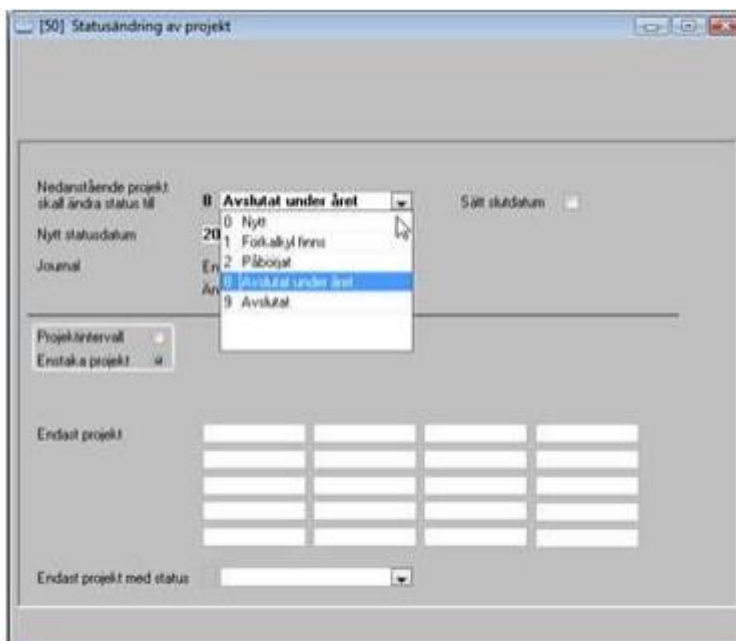 [50] Statusändring av projekt
Nedanstående projekt
skall ändra status till
8 Avslutat under året
Sätt slutdatum
0 Nytt
Nytt statusdatum
20
1 Förkalkyl finns
2 Påbörjat
Journal
En
8 Avslutat under året
Än
9 Avslutat
Projektintervall
Enstaka projekt
Endast projekt
Endast projekt med status